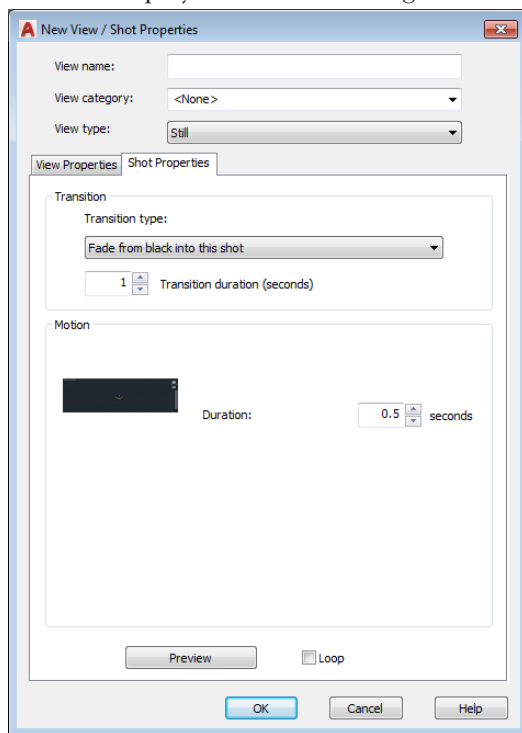 New View / Shot Properties
View name:
View category: <None>
View type: Still
View Properties Shot Properties
Transition
Transition type:
Fade from black into this shot
1 Transition duration (seconds)
Motion
Duration: 0.5 seconds
Preview Loop
OK Cancel Help